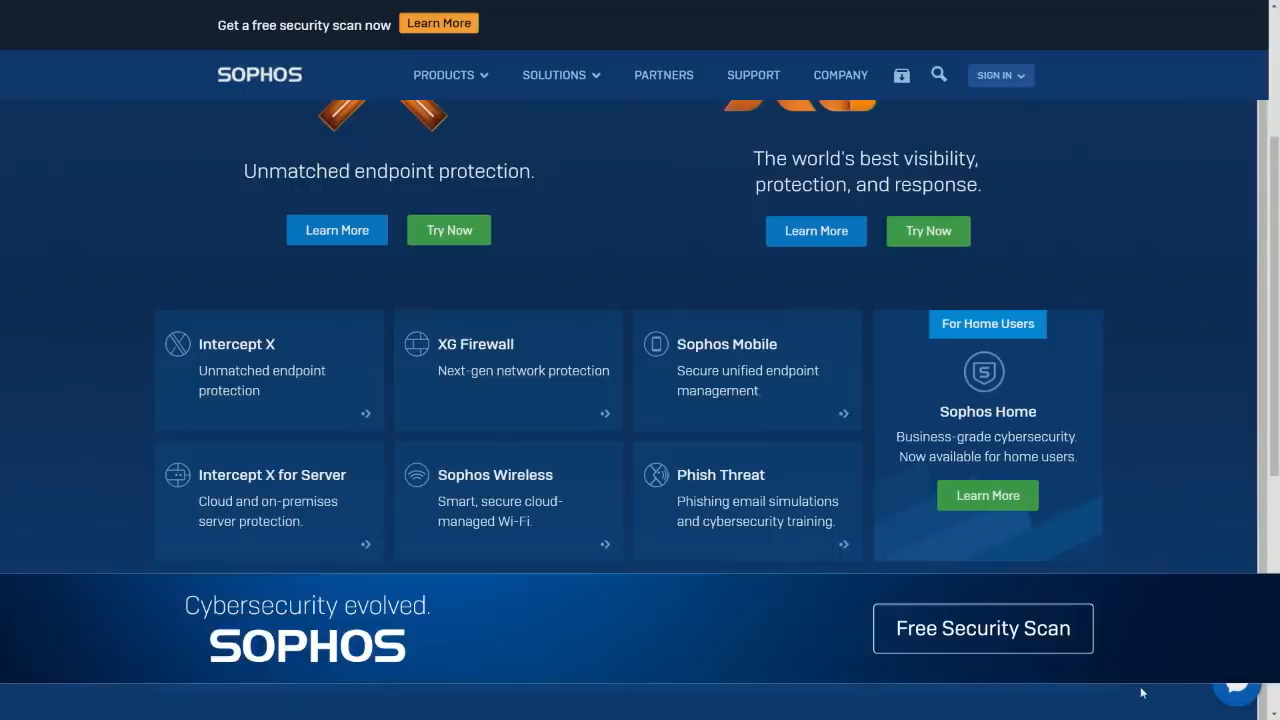 Get a free security scan now
Learn More
SOPHOS
PRODUCTS
SOLUTIONS
PARTNERS
SUPPORT
COMPANY
SIGN IN
Unmatched endpoint protection.
Learn More
Try Now
The world's best visibility,
protection, and response.
Learn More
Try Now
Intercept X
Unmatched endpoint
protection
XG Firewall
Next-gen network protection
Sophos Mobile
Secure unified endpoint
management.
For Home Users
S
Sophos Home
Business-grade cybersecurity.
Now available for home users.
Learn More
Intercept X for Server
Cloud and on-premises
server protection.
Sophos Wireless
Smart, secure cloud-
managed Wi-Fi.
Phish Threat
Phishing email simulations
and cybersecurity training.
Cybersecurity evolved.
SOPHOS
Free Security Scan